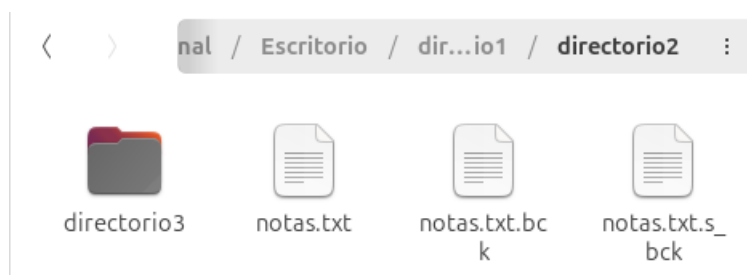 nal / Escritorio / dir...io1 / directorio2
directorio3 notas.txt notas.txt.bc notas.txt.s_
k bck